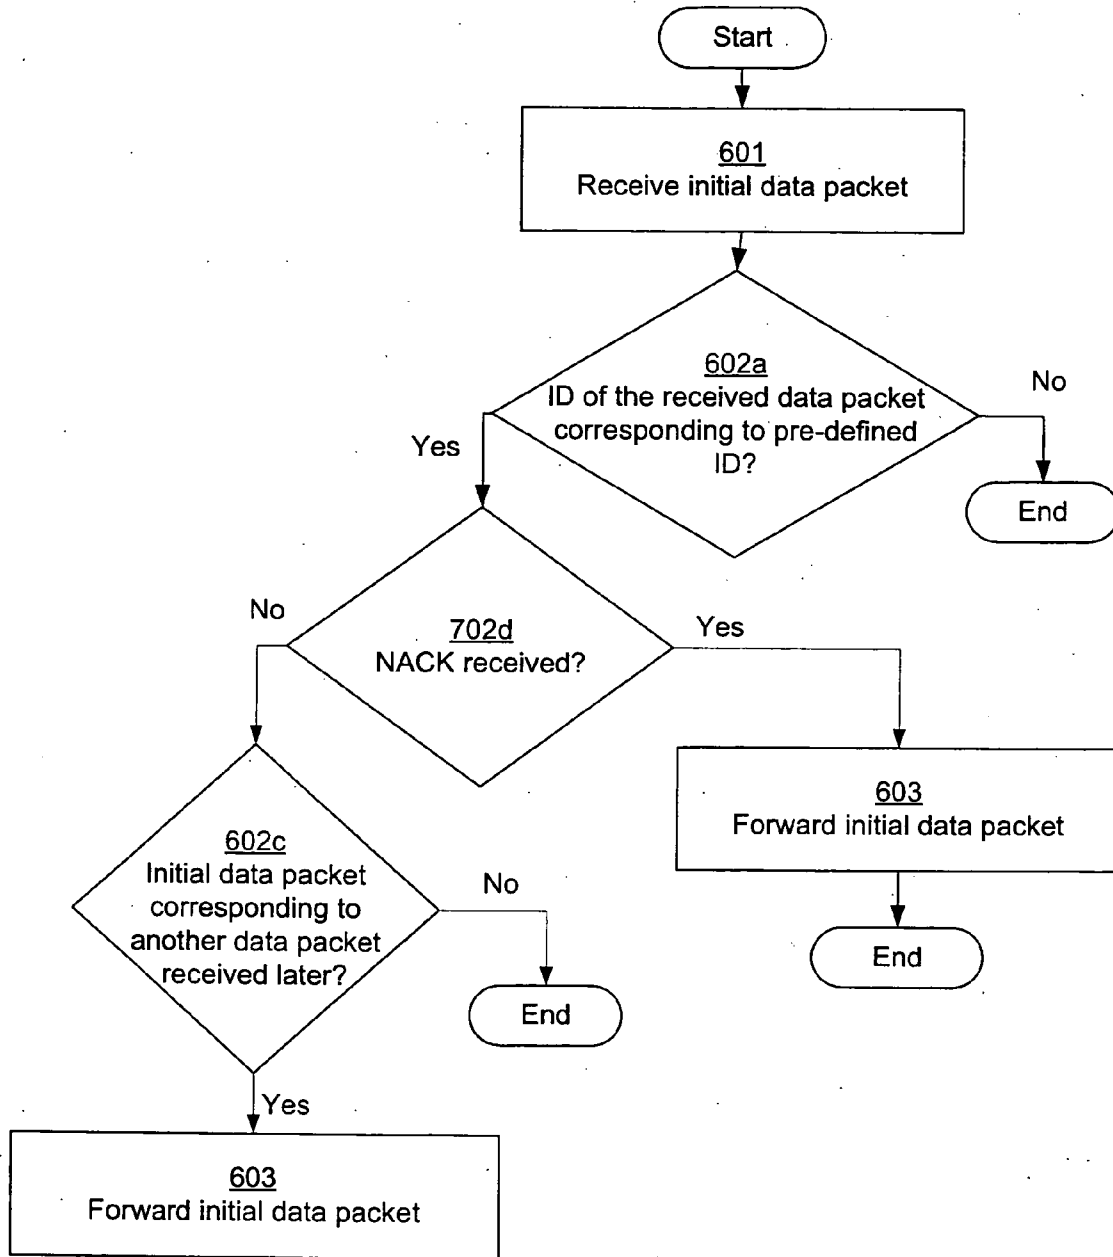 Start
601
Receive initial data packet
602a
ID of the received data packet
corresponding to pre-defined
ID?
No
Yes
End
No
702d
NACK received?
Yes
603
Forward initial data packet
602c
Initial data packet
corresponding to
another data packet
received later?
No
End
End
Yes
603
Forward initial data packet